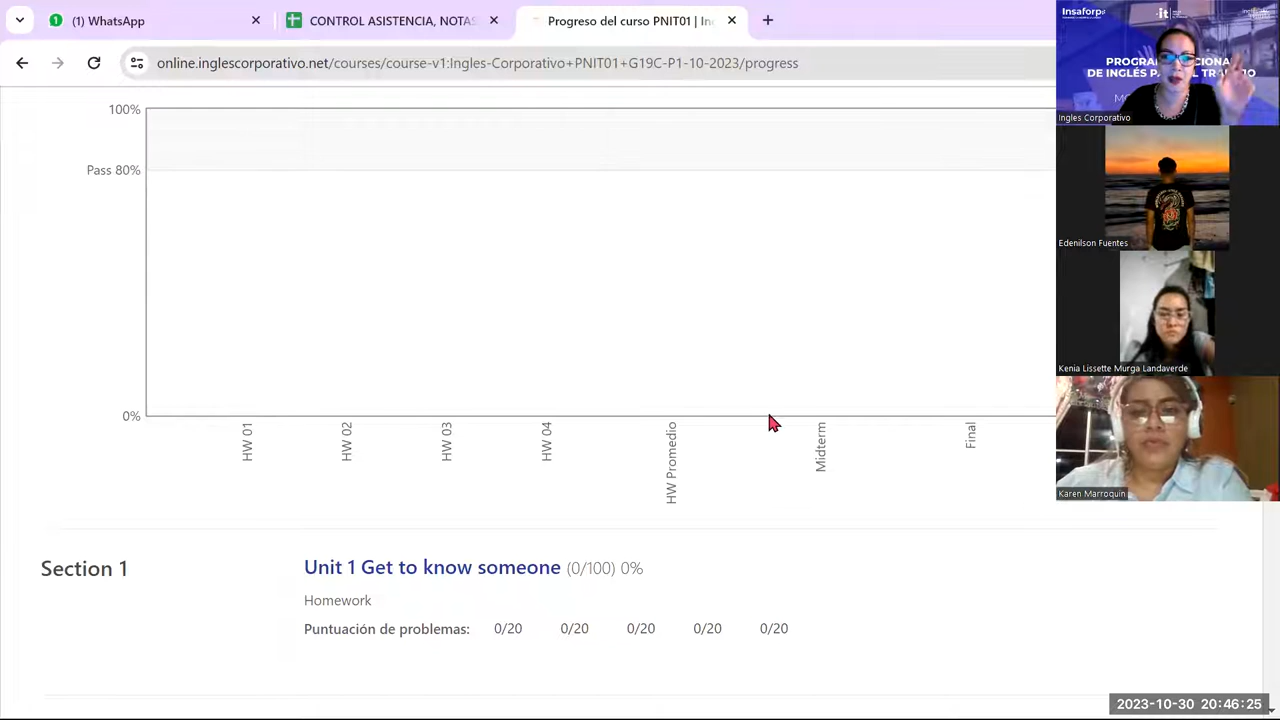 (1) WhatsApp
CONTROL ASISTENCIA, NOTAS
Progreso del curso PNIT01 | In
online.inglescorporativo.net/courses/course-v1:Ingles-Corporativo+PNIT01+G19C-P1-10-2023/progress
100%
Pass 80%
0%
HW 01
HW 02
HW 03
HW 04
HW Promedio
Midterm
Final
Section 1
Unit 1 Get to know someone (0/100) 0%
Homework
Puntuación de problemas: 0/20 0/20 0/20 0/20 0/20
Insaforp
it
DE INGLÉS
Ingles Corporativo
Edenilson Fuentes
Kenia Lissette Murga Landaverde
Karen Marroquin
2023-10-30 20:46:25